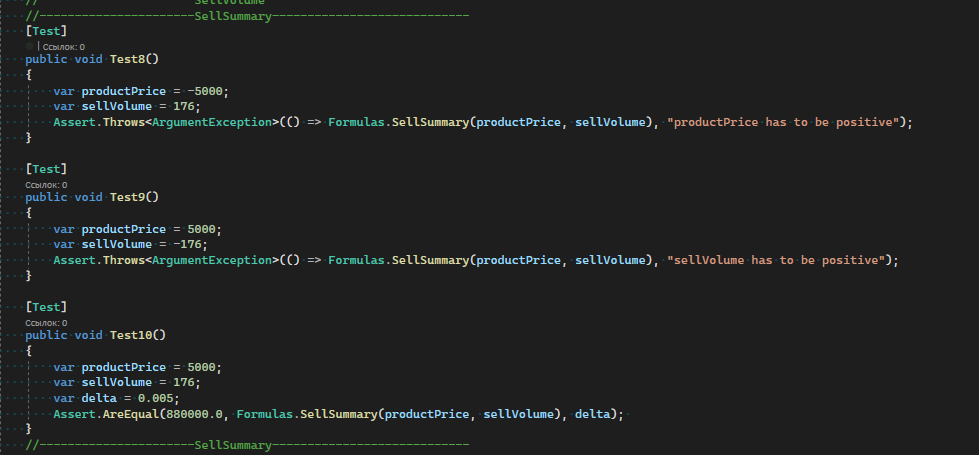 // SellVolume
//----------------------SellSummary----------------------------
[Test]
| Ссылок: 0
public void Test8()
{
var productPrice = -5000;
var sellVolume = 176;
Assert.Throws<ArgumentException>(() => Formulas.SellSummary(productPrice, sellVolume), "productPrice has to be positive");
}
[Test]
Ссылок: 0
public void Test9()
{
var productPrice = 5000;
var sellVolume = -176;
Assert.Throws<ArgumentException>(() => Formulas.SellSummary(productPrice, sellVolume), "sellVolume has to be positive");
}
[Test]
Ссылок: 0
public void Test10()
{
var productPrice = 5000;
var sellVolume = 176;
var delta = 0.005;
Assert.AreEqual(880000.0, Formulas.SellSummary(productPrice, sellVolume), delta);
}
//----------------------SellSummary----------------------------